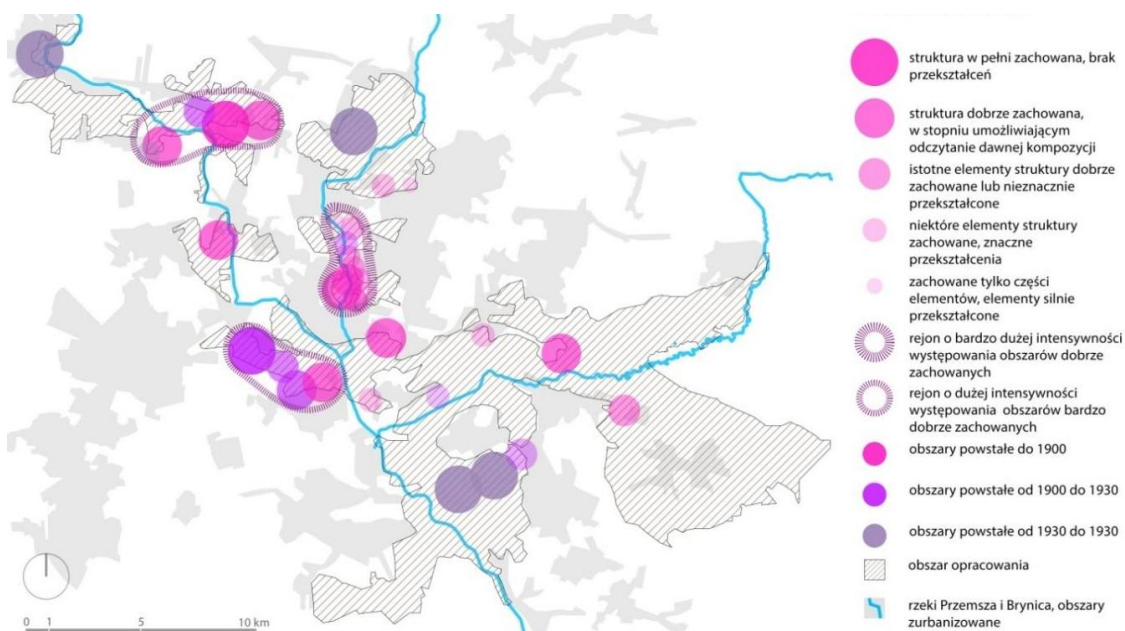 struktura w pełni zachowana, brak
przekształceń
struktura dobrze zachowana,
w stopniu umożliwiającym
odczytanie dawnej kompozycji
istotne elementy struktury dobrze
zachowane lub nieznacznie
przekształcone
niektóre elementy struktury
zachowane, znaczne
przekształcenia
zachowane tylko części
elementów, elementy silnie
przekształcone
rejon o bardzo dużej intensywności
występowania obszarów dobrze
zachowanych
rejon o dużej intensywności
występowania obszarów bardzo
dobrze zachowanych
obszary powstałe do 1900
obszary powstałe od 1900 do 1930
obszary powstałe od 1930 do 1930
obszar opracowania
rzeki Przemsza i Brynica, obszary
zurbanizowane
0 1 5 10 km